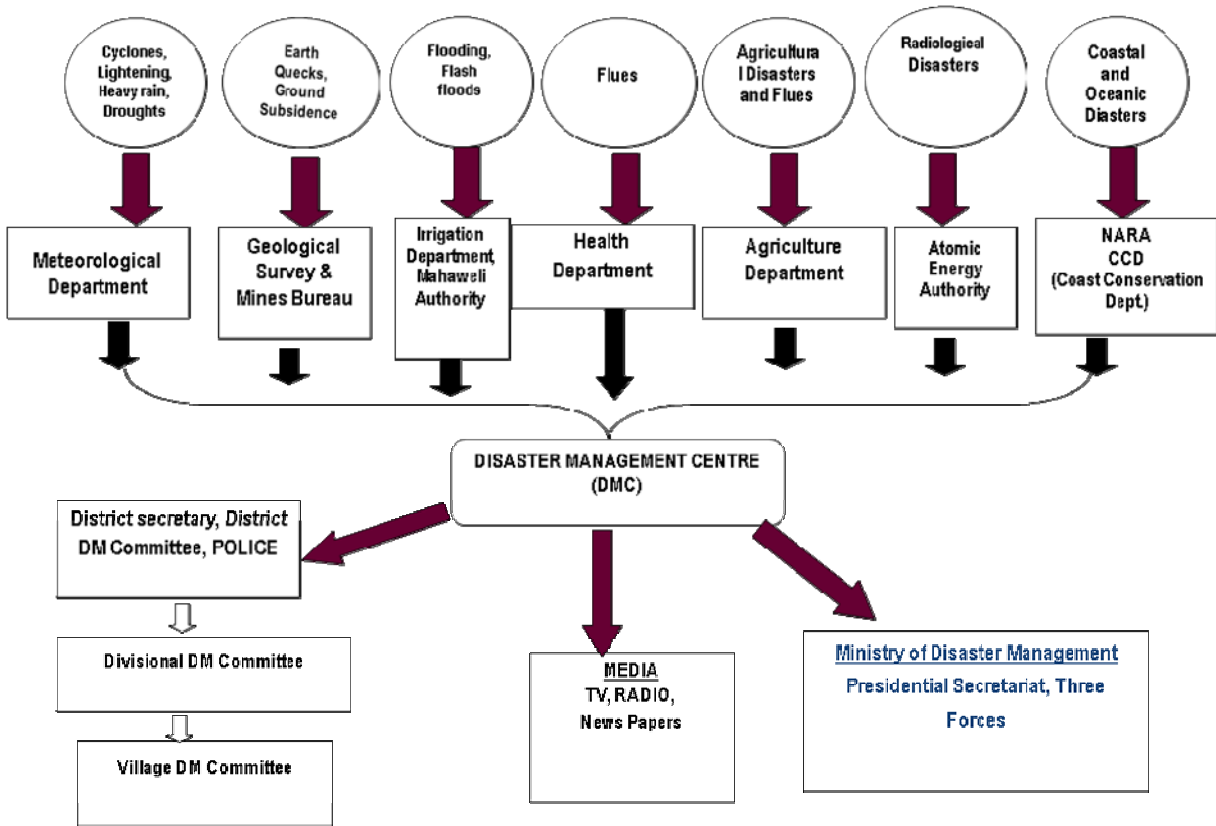 Cyclones,
Lightening,
Heavy rain,
Droughts
Earth
Quecks,
Ground
Subsidence
Flooding,
Flash
floods
Flues
Agricultura
l Disasters
and Flues
Radiological
Disasters
Coastal
and
Oceanic
Diasters
Meteorological
Department
Geological
Survey &
Mines Bureau
Irrigation
Department,
Mahaweli
Authority
Health
Department
Agriculture
Department
Atomic
Energy
Authority
NARA
CCD
(Coast Conservation
Dept.)
DISASTER MANAGEMENT CENTRE
(DMC)
District secretary, District
DM Committee, POLICE
Divisional DM Committee
Village DM Committee
MEDIA
TV, RADIO,
News Papers
Ministry of Disaster Management
Presidential Secretariat, Three
Forces